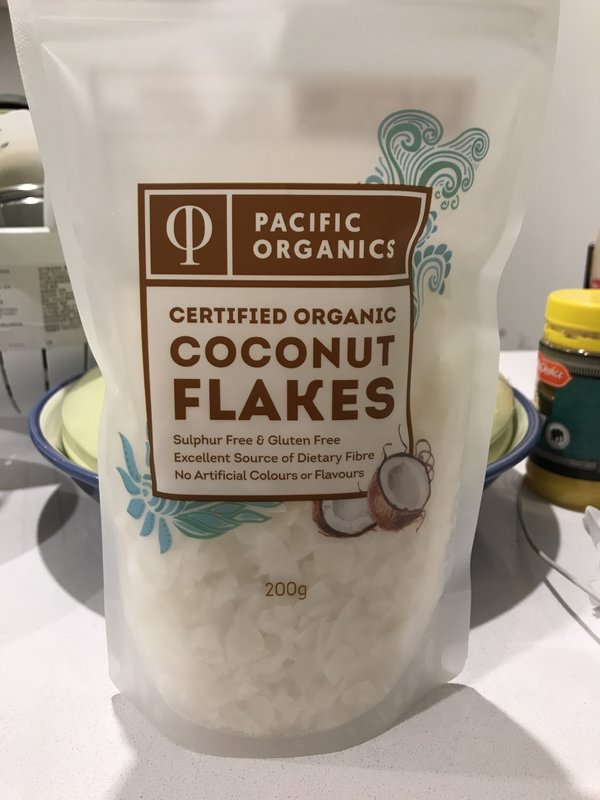 PACIFIC
ORGANICS
CERTIFIED ORGANIC
COCONUT
FLAKES
Sulphur Free & Gluten Free
Excellent Source of Dietary Fibre
No Artificial Colours or Flavours
200g
Choice